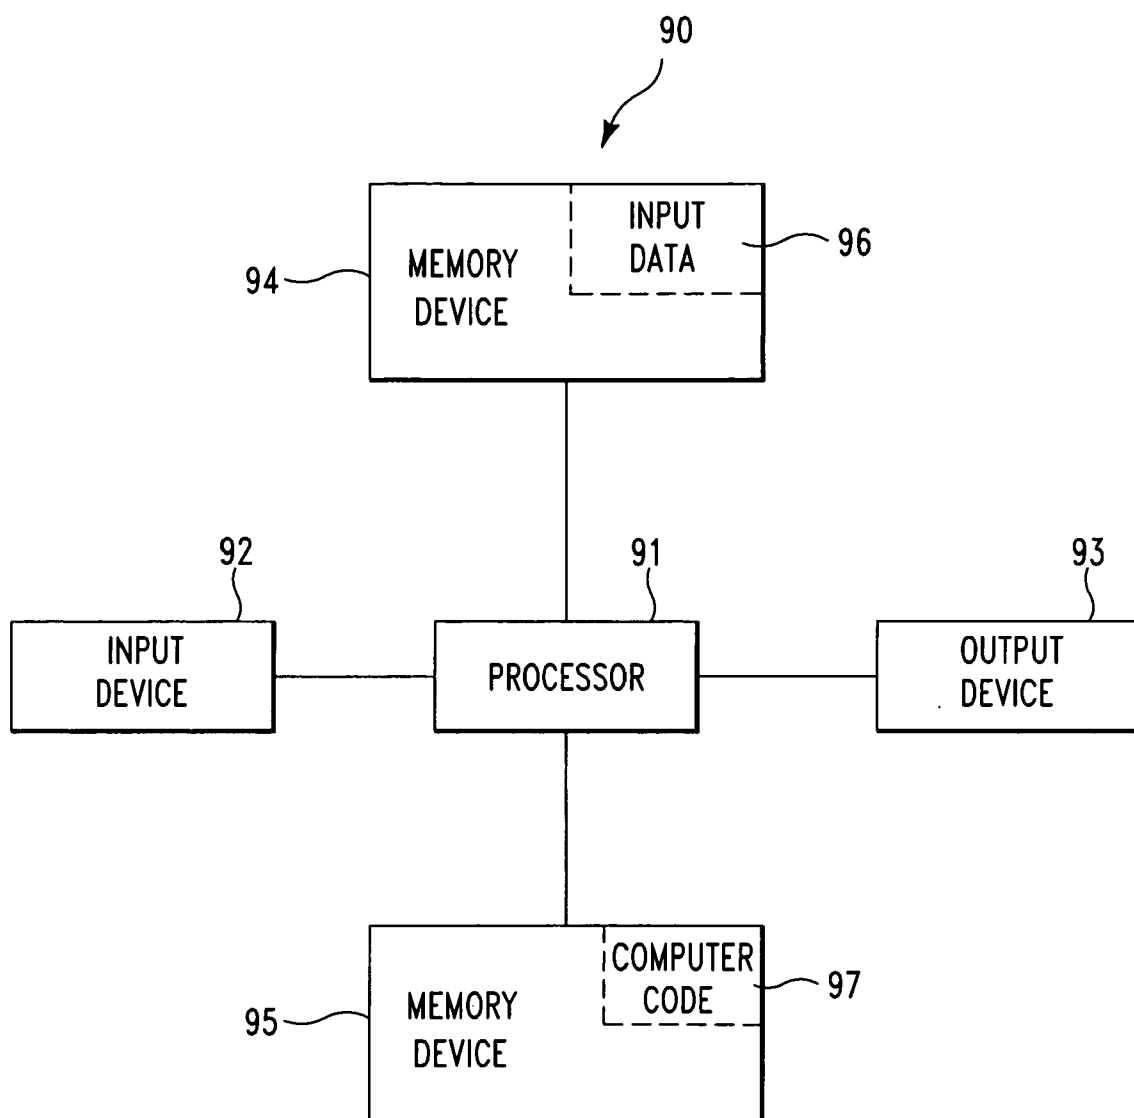 90
INPUT
DATA
96
94
MEMORY
DEVICE
92
91
93
INPUT
DEVICE
PROCESSOR
OUTPUT
DEVICE
COMPUTER
CODE
97
95
MEMORY
DEVICE